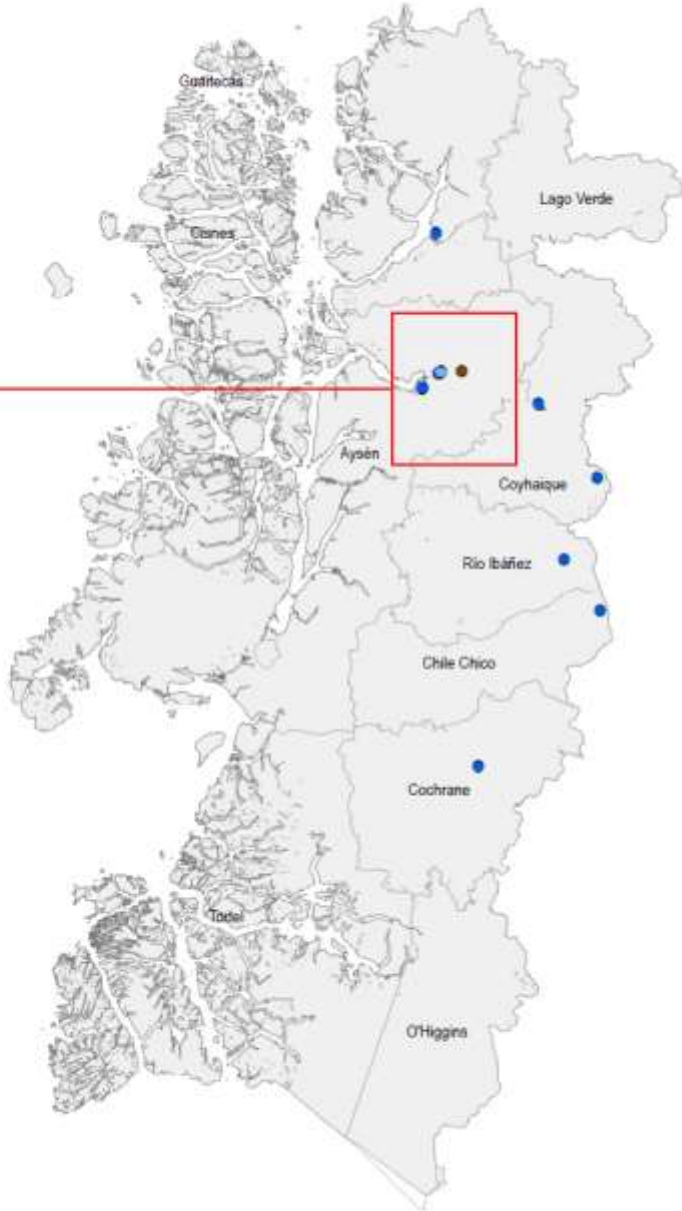 Guaitecas
Lago Verde
Cisnes
Aysén
Coyhaique
Río Ibáñez
Chile Chico
Cochrane
Tortel
O'Higgins